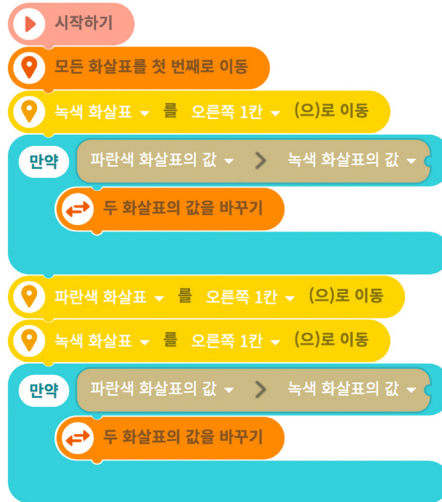 시작하기
모든 화살표를 첫 번째로 이동
녹색 화살표 를 오른쪽 1칸 (으)로 이동
만약 파란색 화살표의 값 > 녹색 화살표의 값
두 화살표의 값을 바꾸기
파란색 화살표 를 오른쪽 1칸 (으)로 이동
녹색 화살표 를 오른쪽 1칸 (으)로 이동
만약 파란색 화살표의 값 > 녹색 화살표의 값
두 화살표의 값을 바꾸기